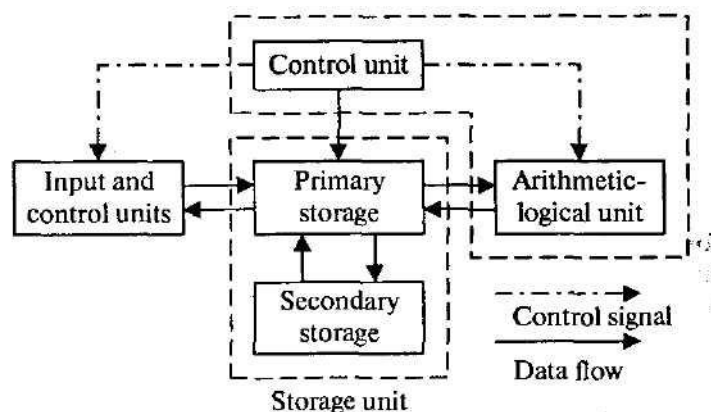 Control unit
Input and
control units
Primary
storage
Arithmetic-
logical unit
Secondary
storage
Control signal
Data flow
Storage unit